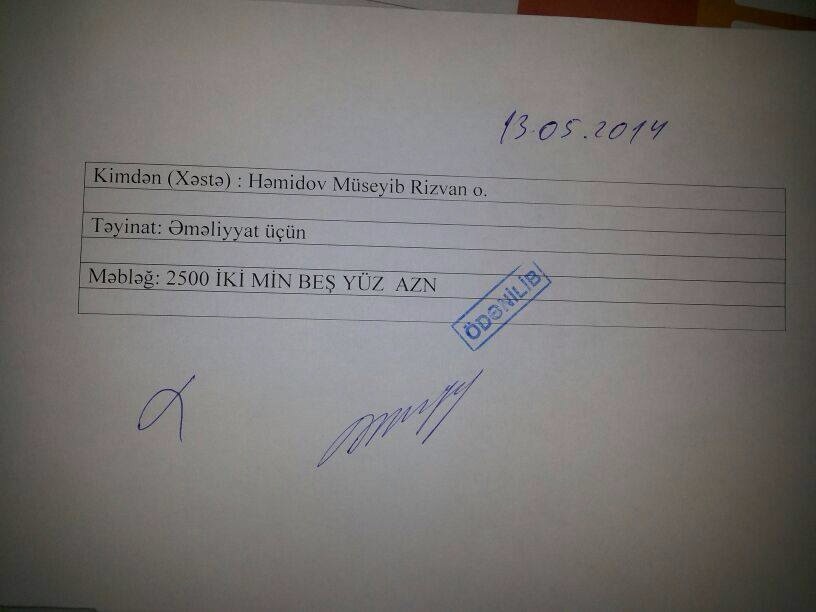 13.05.2014
Kimdən (Xəstə) : Həmidov Müseyib Rizvan o.
Təyinat: Əməliyyat üçün
Məbləğ: 2500 İKİ MİN BEŞ YÜZ AZN
ÖDƏNİLİB